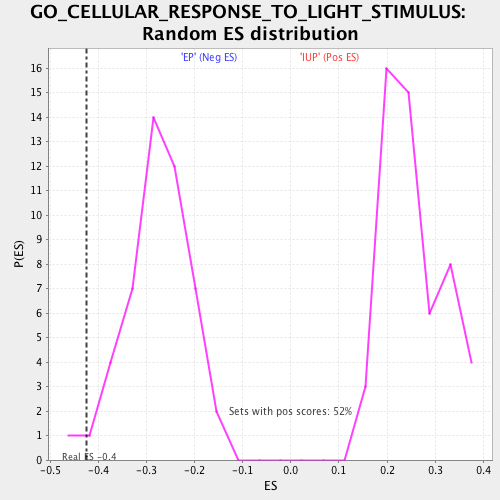 GO_CELLULAR_RESPONSE_TO_LIGHT_STIMULUS:
Random ES distribution
'EP' (Neg ES) 'IUP' (Pos ES)
16
15
14
13
12
11
10
9
8
7
6
5
4
3
2
1
0
P(ES)
Sets with pos scores: 52%
Real ES -0.4
-0.5 -0.4 -0.3 -0.2 -0.1 0.0 0.1 0.2 0.3 0.4
ES